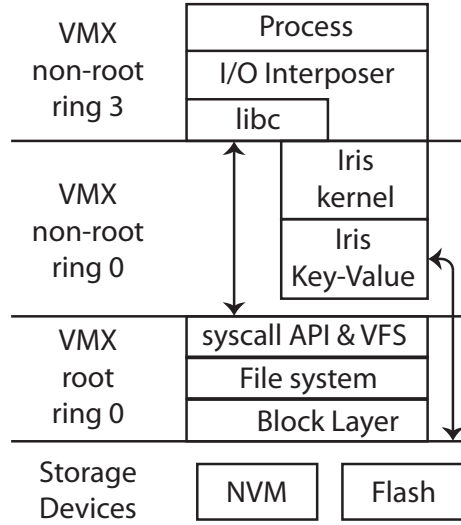 VMX
non-root
ring 3
Process
I/O Interposer
libc
VMX
non-root
ring 0
Iris
kernel
Iris
Key-Value
VMX
root
ring 0
syscall API & VFS
File system
Block Layer
Storage
Devices
NVM
Flash